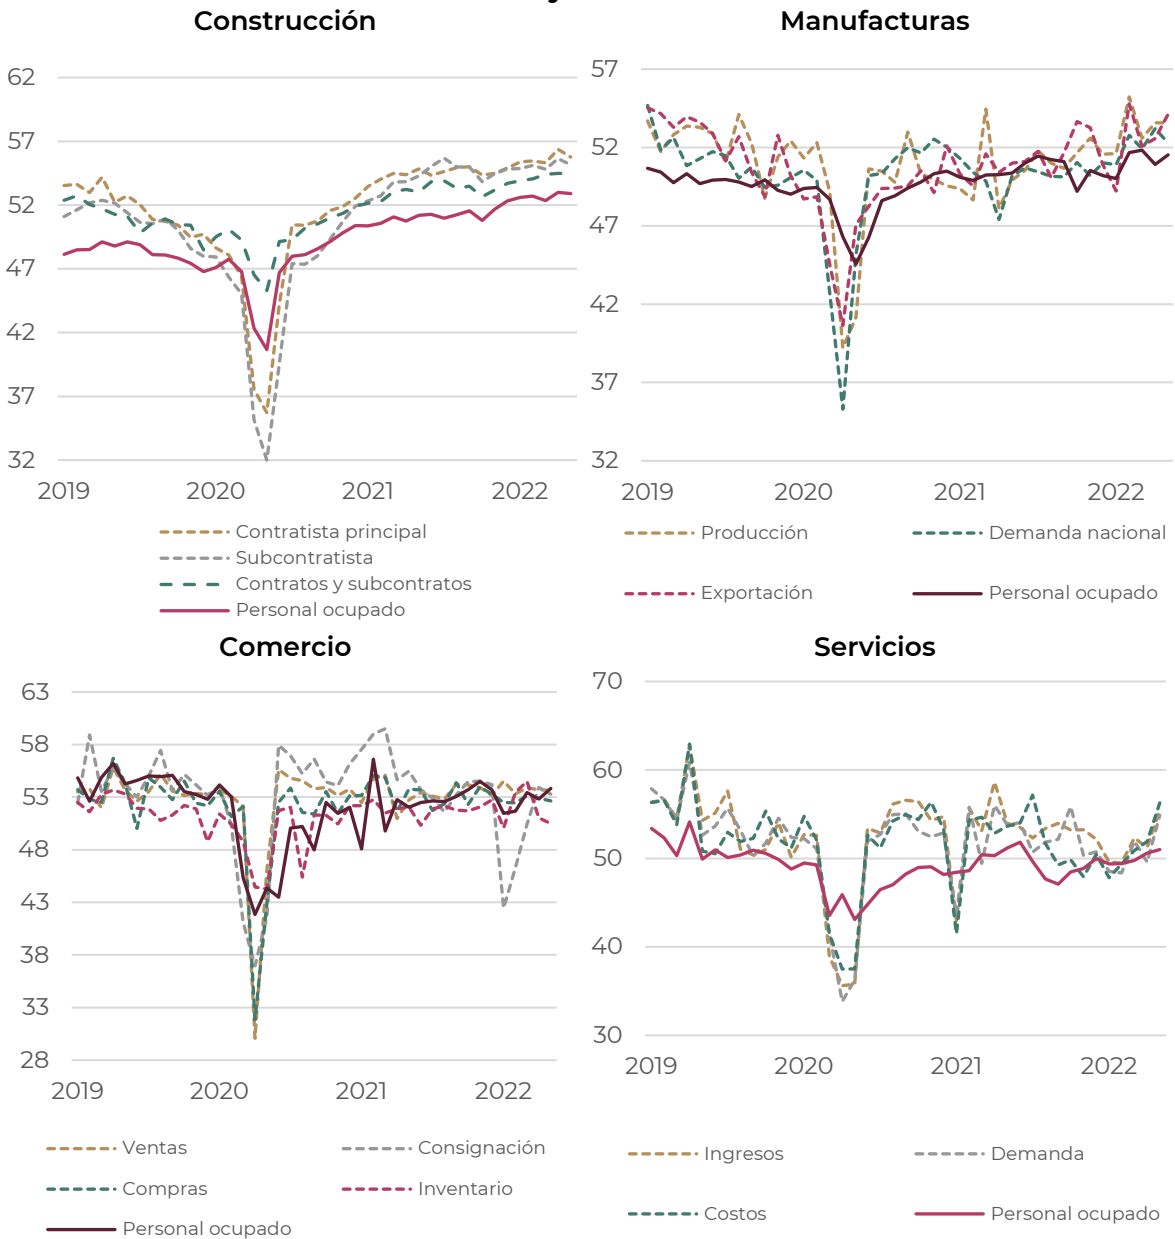 Construcción
62
57
52
47
42
37
32
2019 2020 2021 2022
Contratista principal
Subcontratista
Contratos y subcontratos
Personal ocupado
Manufacturas
57
52
47
42
37
32
2019 2020 2021 2022
Producción Demanda nacional
Exportación Personal ocupado
Comercio
63
58
53
48
43
38
33
28
2019 2020 2021 2022
Ventas Consignación
Compras Inventario
Personal ocupado
Servicios
70
60
50
40
30
2019 2020 2021 2022
Ingresos Demanda
Costos Personal ocupado